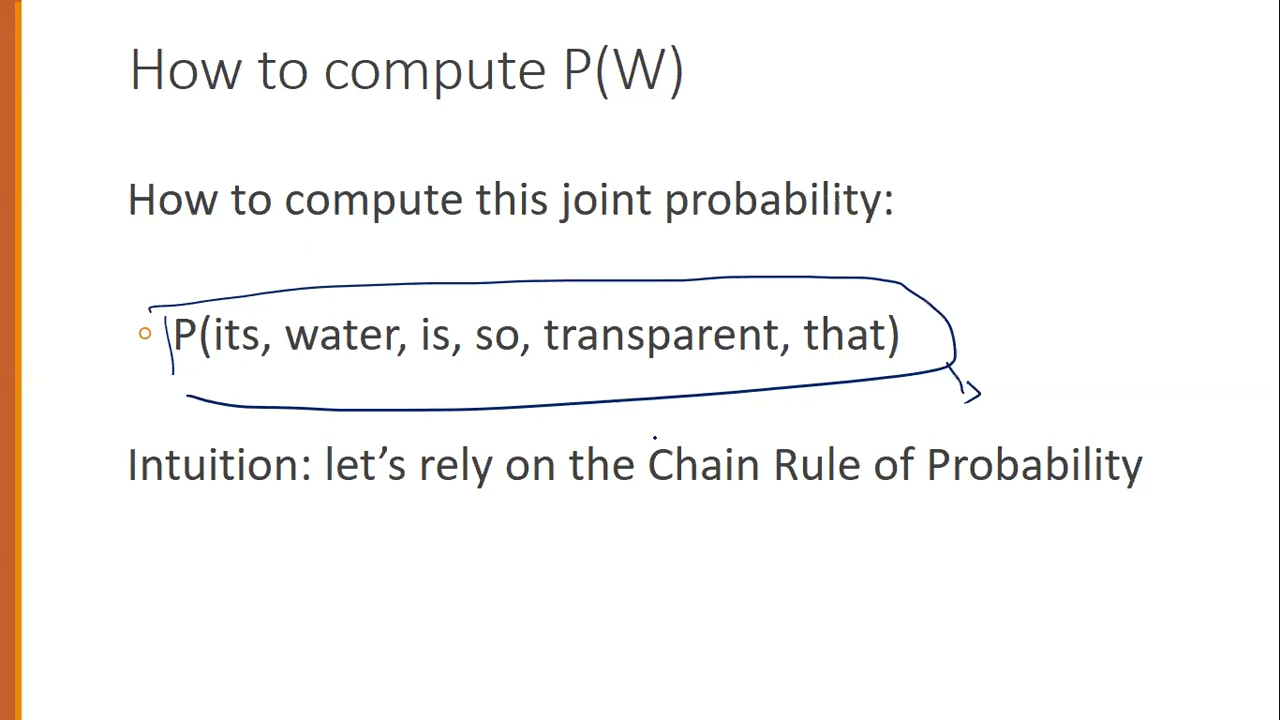 How to compute P(W)
How to compute this joint probability:
P(its, water, is, so, transparent, that)
Intuition: let’s rely on the Chain Rule of Probability